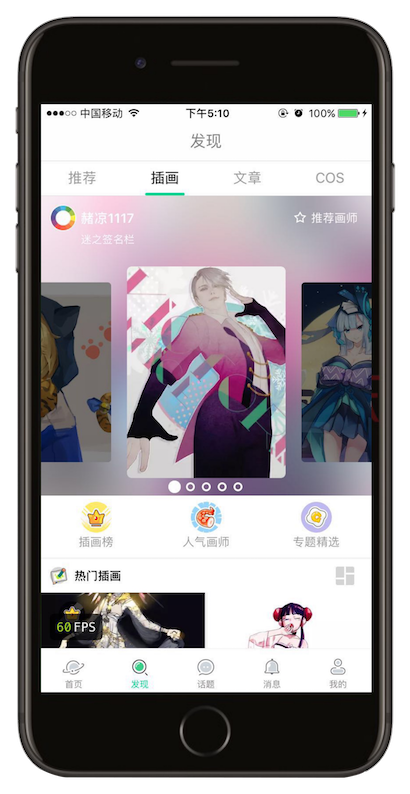 中国移动 下午5:10 100%
发现
推荐 插画 文章 COS
赭凉1117 推荐画师
迷之签名栏
插画榜 人气画师 专题精选
热门插画
60 FPS
首页 发现 话题 消息 我的